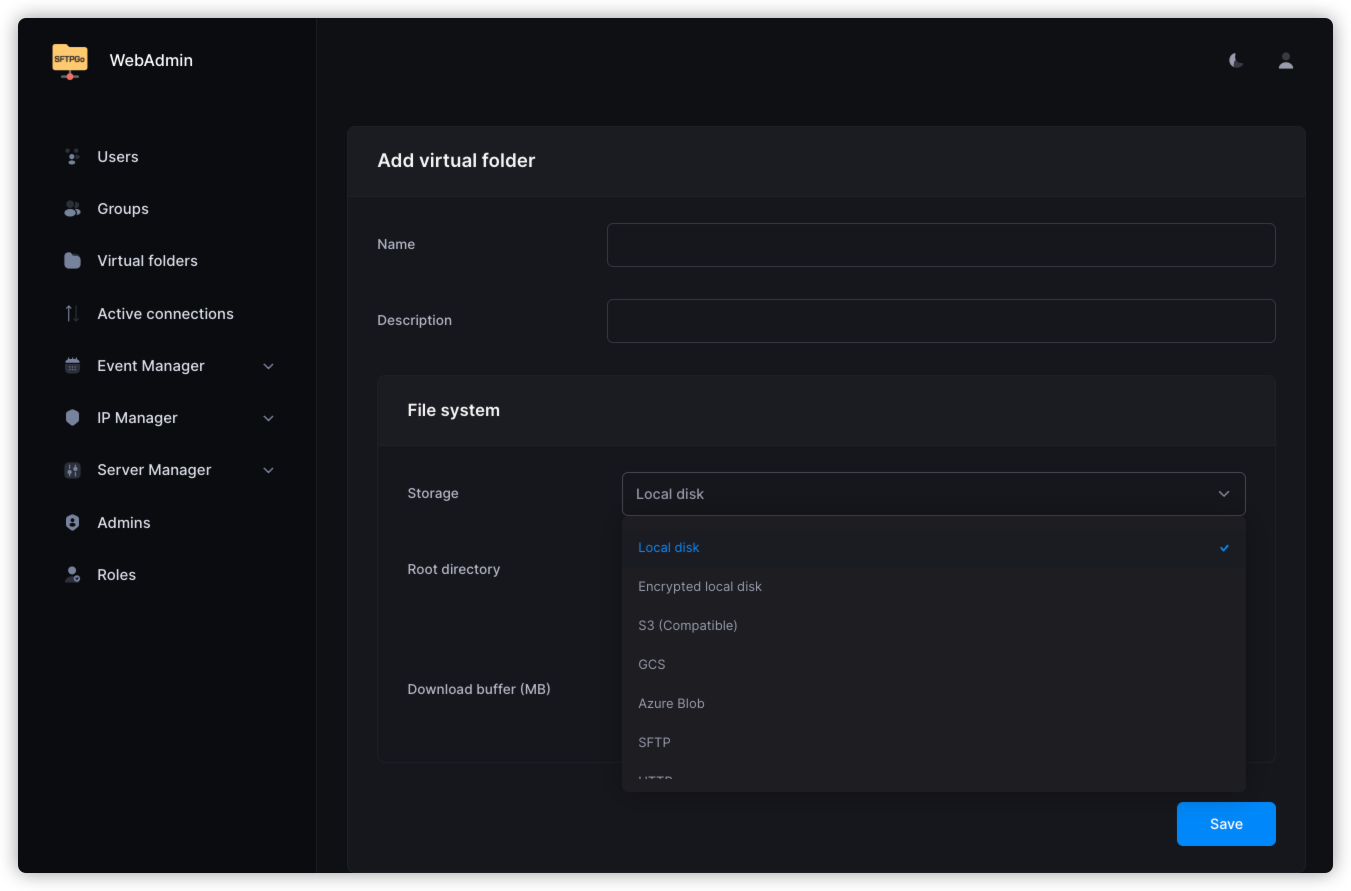 SFTPGo
WebAdmin
Users
Groups
Virtual folders
Active connections
Event Manager
IP Manager
Server Manager
Admins
Roles
Add virtual folder
Name
Description
File system
Storage
Local disk
Local disk
Encrypted local disk
Root directory
S3 (Compatible)
GCS
Download buffer (MB)
Azure Blob
SFTP
HTTP
Save